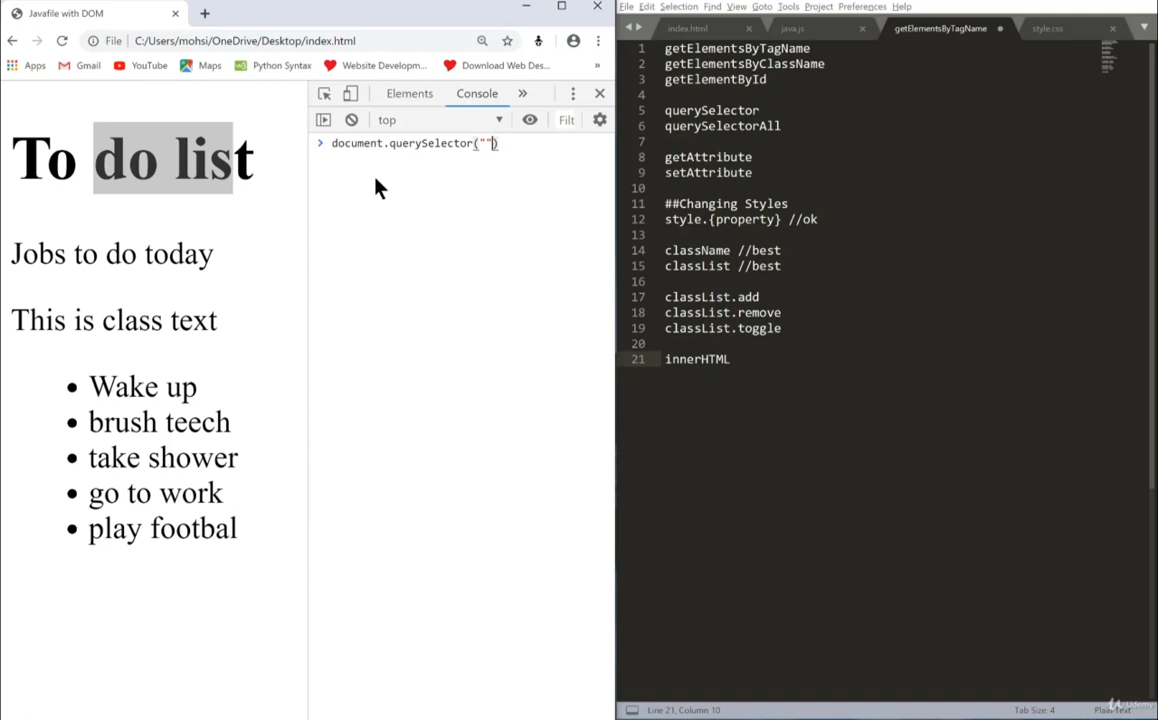 Javafile with DOM
File C:/Users/mohsi/OneDrive/Desktop/index.html
Apps Gmail YouTube Maps Python Syntax Website Developm... Download Web Des... »
To do list
Jobs to do today
This is class text
Wake up
brush teech
take shower
go to work
play footbal
Elements Console »
top Filt
> document.querySelector("")
File Edit Selection Find View Goto Tools Project Preferences Help
index.html java.js getElementsByTagName style.css
1 getElementsByTagName
2 getElementsByClassName
3 getElementById
4
5 querySelector
6 querySelectorAll
7
8 getAttribute
9 setAttribute
10
11 ##Changing Styles
12 style.{property} //ok
13
14 className //best
15 classList //best
16
17 classList.add
18 classList.remove
19 classList.toggle
20
21 innerHTML
Line 21, Column 10 Tab Size: 4 Plain Text
Udemy